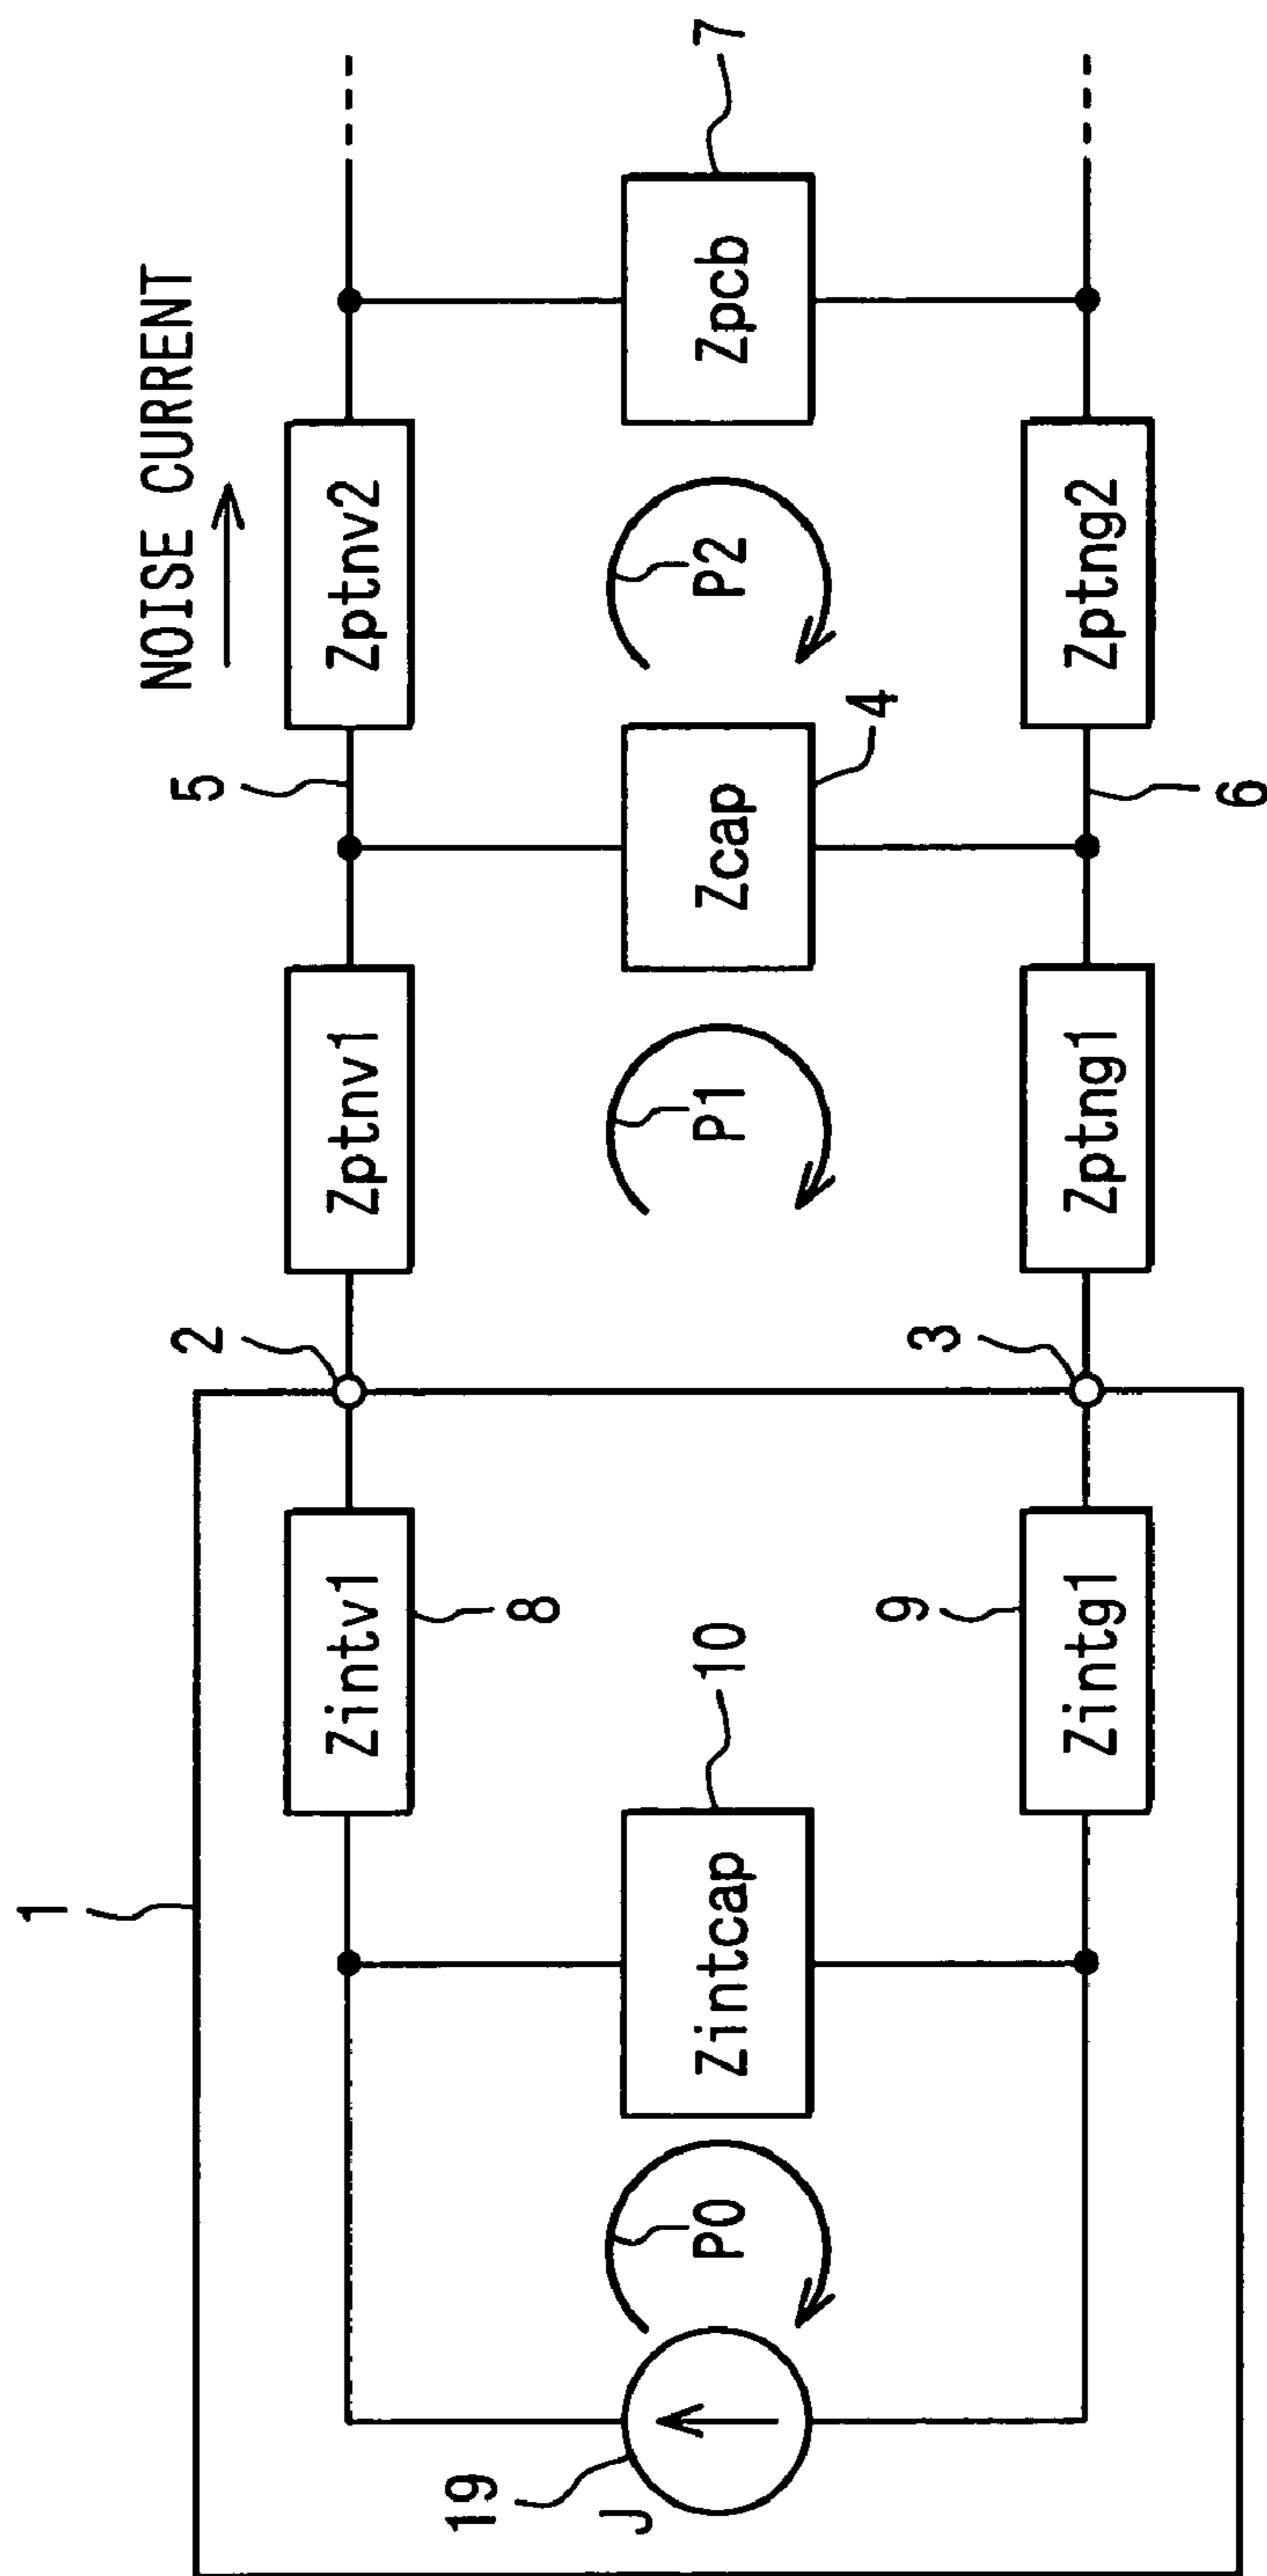 NOISE CURRENT
1
2
5
Zintv1
Zptnv1
Zptnv2
8
19
J
P0
Zintcap
10
P1
Zcap
4
P2
Zpcb
7
9
3
6
Zintg1
Zptng1
Zptng2